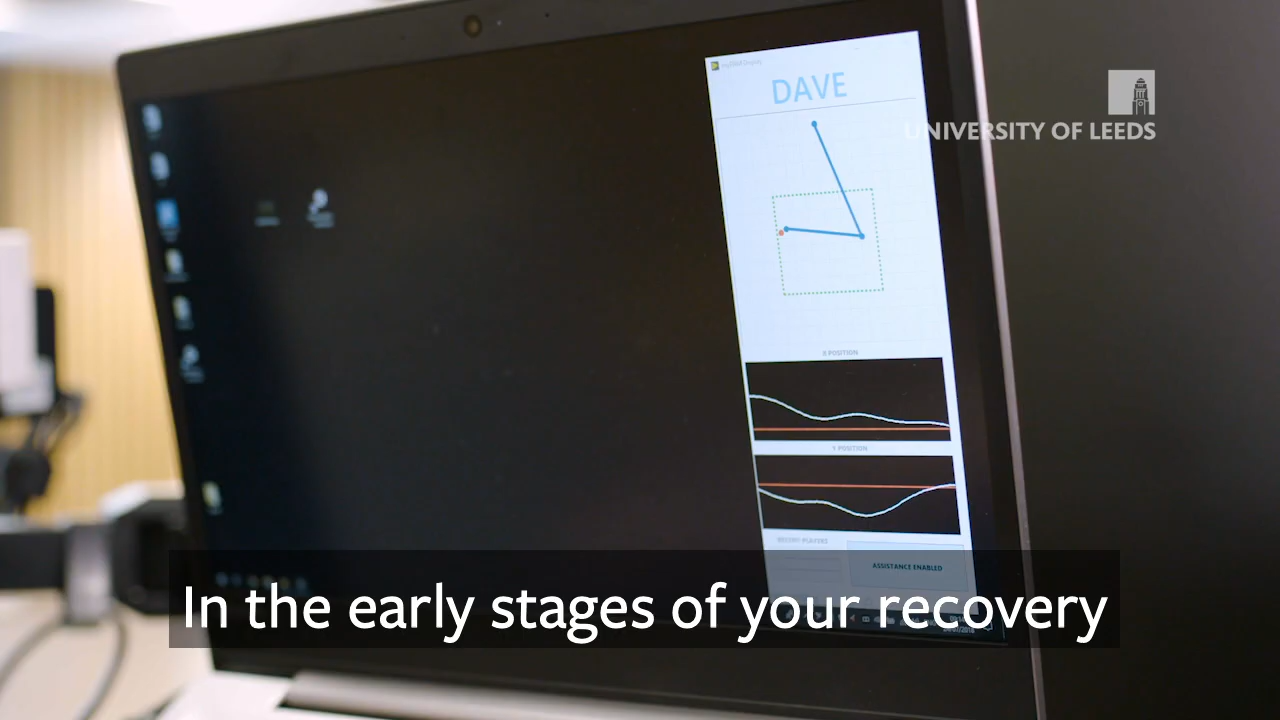 DAVE
UNIVERSITY OF LEEDS
X POSITION
Y POSITION
RECENT PLAYERS
ASSISTANCE ENABLED
In the early stages of your recovery